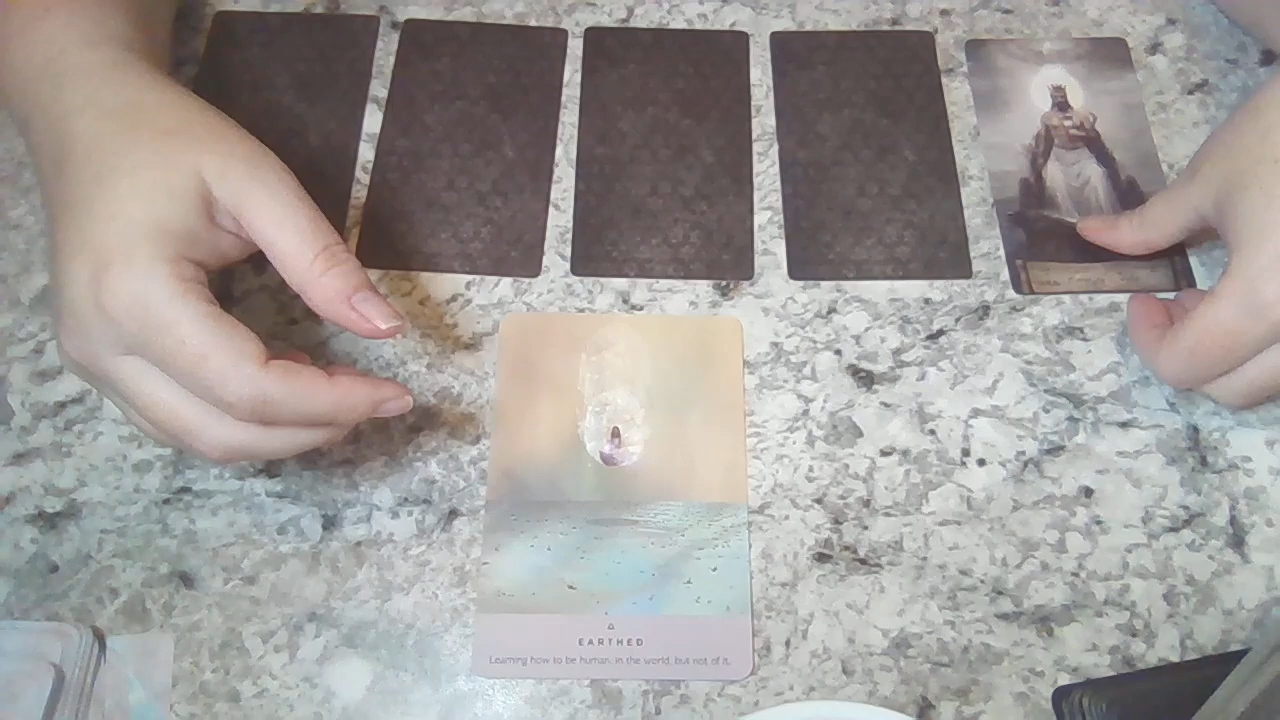 EARTHED
Learning how to be human, in the world, but not of it.